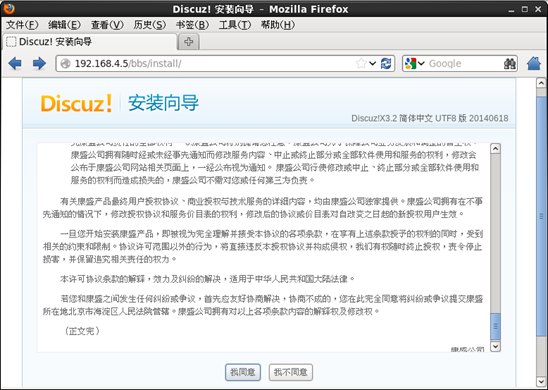 Discuz! 安装向导 - Mozilla Firefox
文件(F) 编辑(E) 查看(V) 历史(S) 书签(B) 工具(T) 帮助(H)
Discuz! 安装向导
192.168.4.5/bbs/install/
Google
Discuz! 安装向导
Discuz!X3.2 简体中文 UTF8 版 20140618
康盛公司拥有随时经或未经事先通知而修改服务内容、中止或终止部分或全部软件使用和服务的权利，修改会
公布于康盛公司网站相关页面上，一经公布视为通知。 康盛公司行使修改或中止、终止部分或全部软件使用和
服务的权利而造成损失的，康盛公司不需对您或任何第三方负责。
有关康盛产品最终用户授权协议、商业授权与技术服务的详细内容，均由康盛公司独家提供。康盛公司拥有在不事
先通知的情况下，修改授权协议和服务价目表的权利，修改后的协议或价目表对自改变之日起的新授权用户生效。
一旦您开始安装康盛产品，即被视为完全理解并接受本协议的各项条款，在享有上述条款授予的权利的同时，受到
相关的约束和限制。协议许可范围以外的行为，将直接违反本授权协议并构成侵权，我们有权随时终止授权，责令停止
损害，并保留追究相关责任的权力。
本许可协议条款的解释，效力及纠纷的解决，适用于中华人民共和国大陆法律。
若您和康盛之间发生任何纠纷或争议，首先应友好协商解决，协商不成的，您在此完全同意将纠纷或争议提交康盛
所在地北京市海淀区人民法院管辖。康盛公司拥有对以上各项条款内容的解释权及修改权。
（正文完）
康盛公司
我同意 我不同意